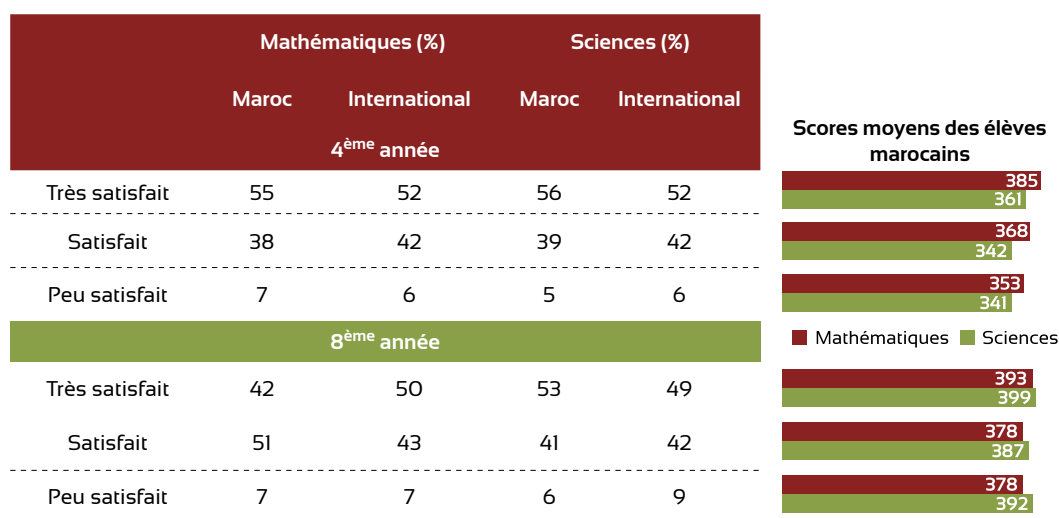 Mathématiques (%) Sciences (%)
Maroc International Maroc International
4ème année
Très satisfait 55 52 56 52
Satisfait 38 42 39 42
Peu satisfait 7 6 5 6
8ème année
Très satisfait 42 50 53 49
Satisfait 51 43 41 42
Peu satisfait 7 7 6 9
Scores moyens des élèves
marocains
385
361
368
342
353
341
Mathématiques Sciences
393
399
378
387
378
392